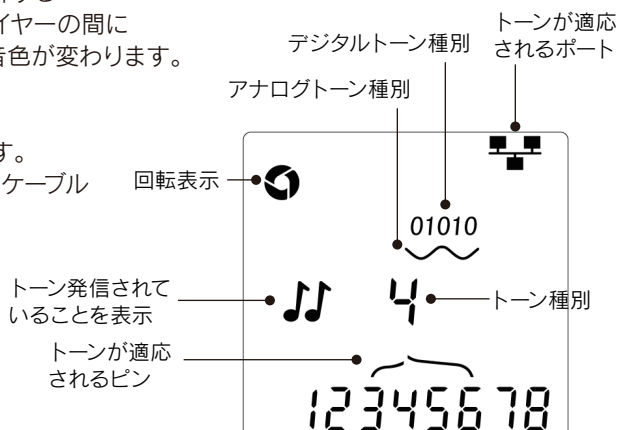 イヤーの間に
音色が変わります。
す。
ケーブル
トーンが適応
されるポート
デジタルトーン種別
アナログトーン種別
回転表示
01010
トーン発信されて
いることを表示
4
トーン種別
トーンが適応
されるピン
12345678